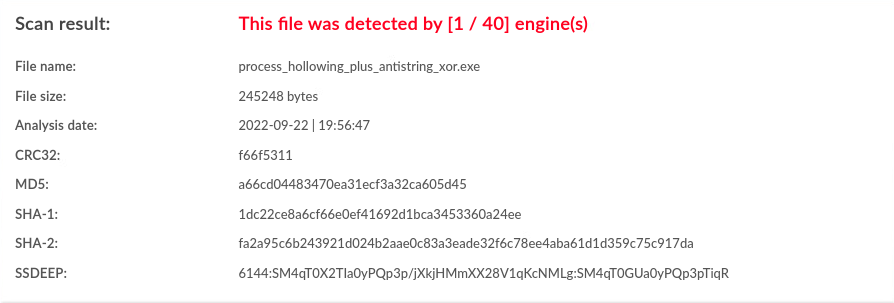 Scan result: This file was detected by [1 / 40] engine(s)
File name: process_hollowing_plus_antistring_xor.exe
File size: 245248 bytes
Analysis date: 2022-09-22 | 19:56:47
CRC32: f66f5311
MD5: a66cd04483470ea31ecf3a32ca605d45
SHA-1: 1dc22ce8a6cf66e0ef41692d1bca3453360a24ee
SHA-2: fa2a95c6b243921d024b2aae0c83a3eade32f6c78ee4aba61d1d359c75c917da
SSDEEP: 6144:SM4qT0X2TIa0yPQp3p/jXkjHMmXX28V1qKcNMLg:SM4qT0GUa0yPQp3pTiqR